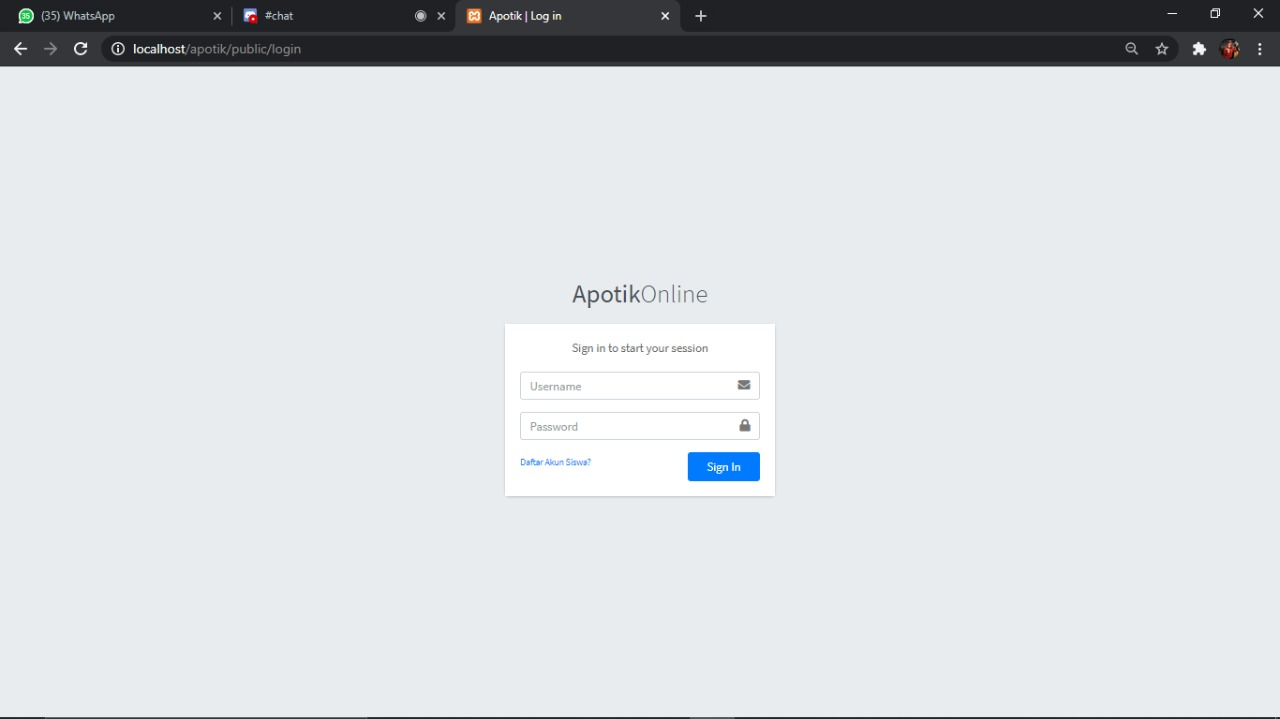 (35) WhatsApp
#chat
Apotik | Log in
localhost/apotik/public/login
ApotikOnline
Sign in to start your session
Username
Password
Daftar Akun Siswa?
Sign In